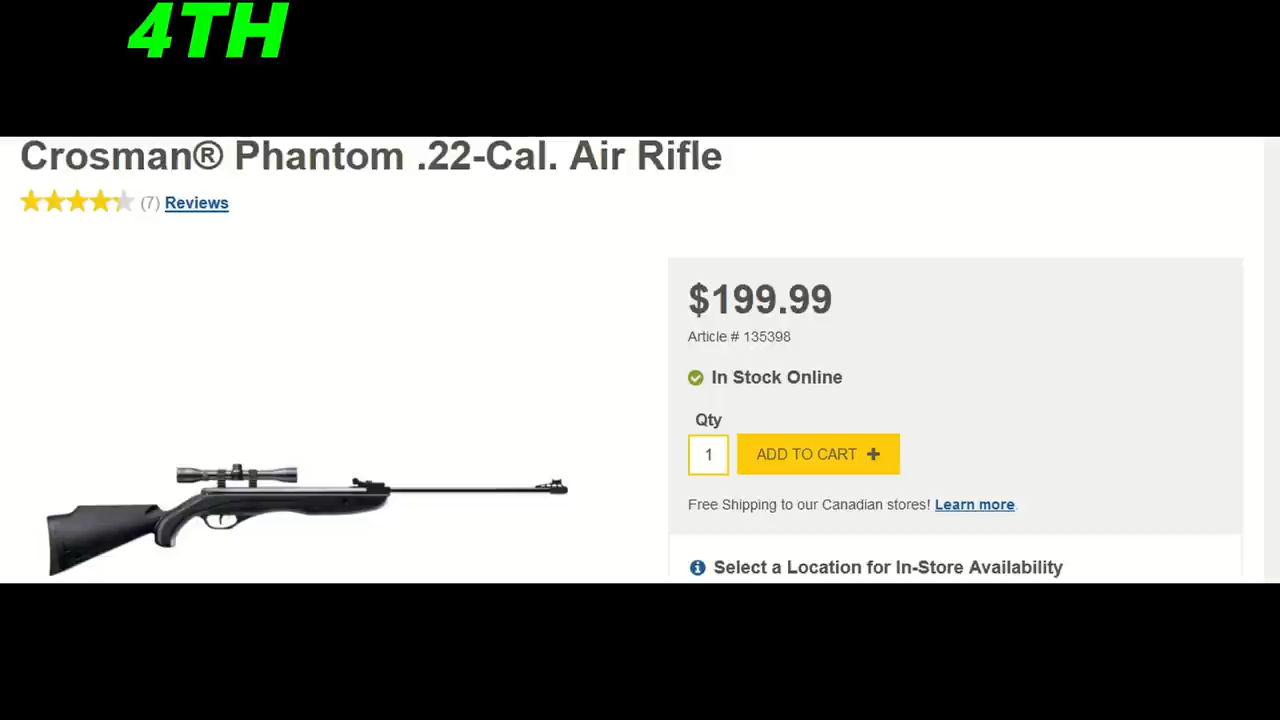 4TH
Crosman® Phantom .22-Cal. Air Rifle
(7) Reviews
$199.99
Article # 135398
In Stock Online
Qty
1 ADD TO CART +
Free Shipping to our Canadian stores! Learn more
Select a Location for In-Store Availability